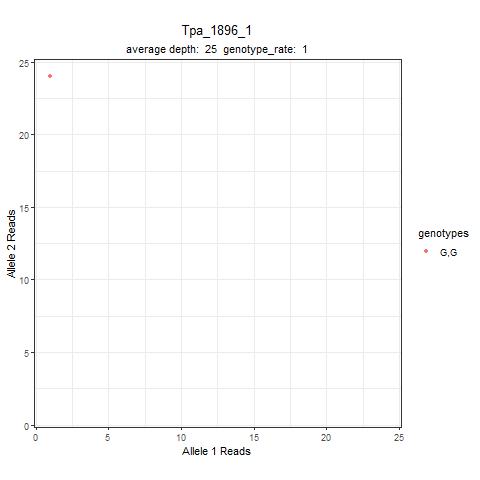 Tpa_1896_1
average depth:  25  genotype_rate:  1
25
20
15
10
5
0
Allele 2 Reads
0 5 10 15 20 25
Allele 1 Reads
genotypes
G,G